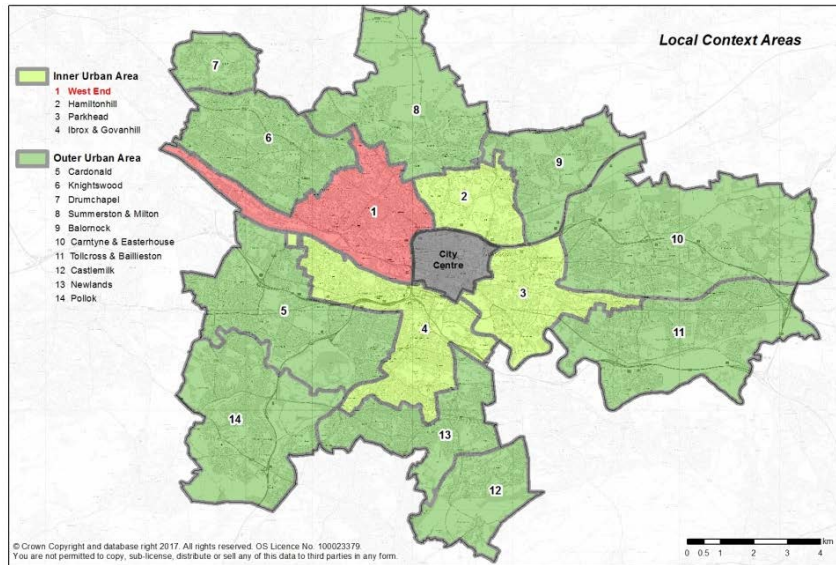 Local Context Areas
Inner Urban Area
1 West End
2 Hamiltonhill
3 Parkhead
4 Ibrox & Govanhill
Outer Urban Area
5 Cardonald
6 Knightswood
7 Drumchapel
8 Summerston & Milton
9 Balornock
10 Carntyne & Easterhouse
11 Tollcross & Baillieston
12 Castlemilk
13 Newlands
14 Pollok
7
8
6
9
2
1
10
City
Centre
3
5
4
11
14
13
12
© Crown Copyright and database right 2017. All rights reserved. OS Licence No. 100023379.
You are not permitted to copy, sub-license, distribute or sell any of this data to third parties in any form.
km
0 0.5 1 2 3 4